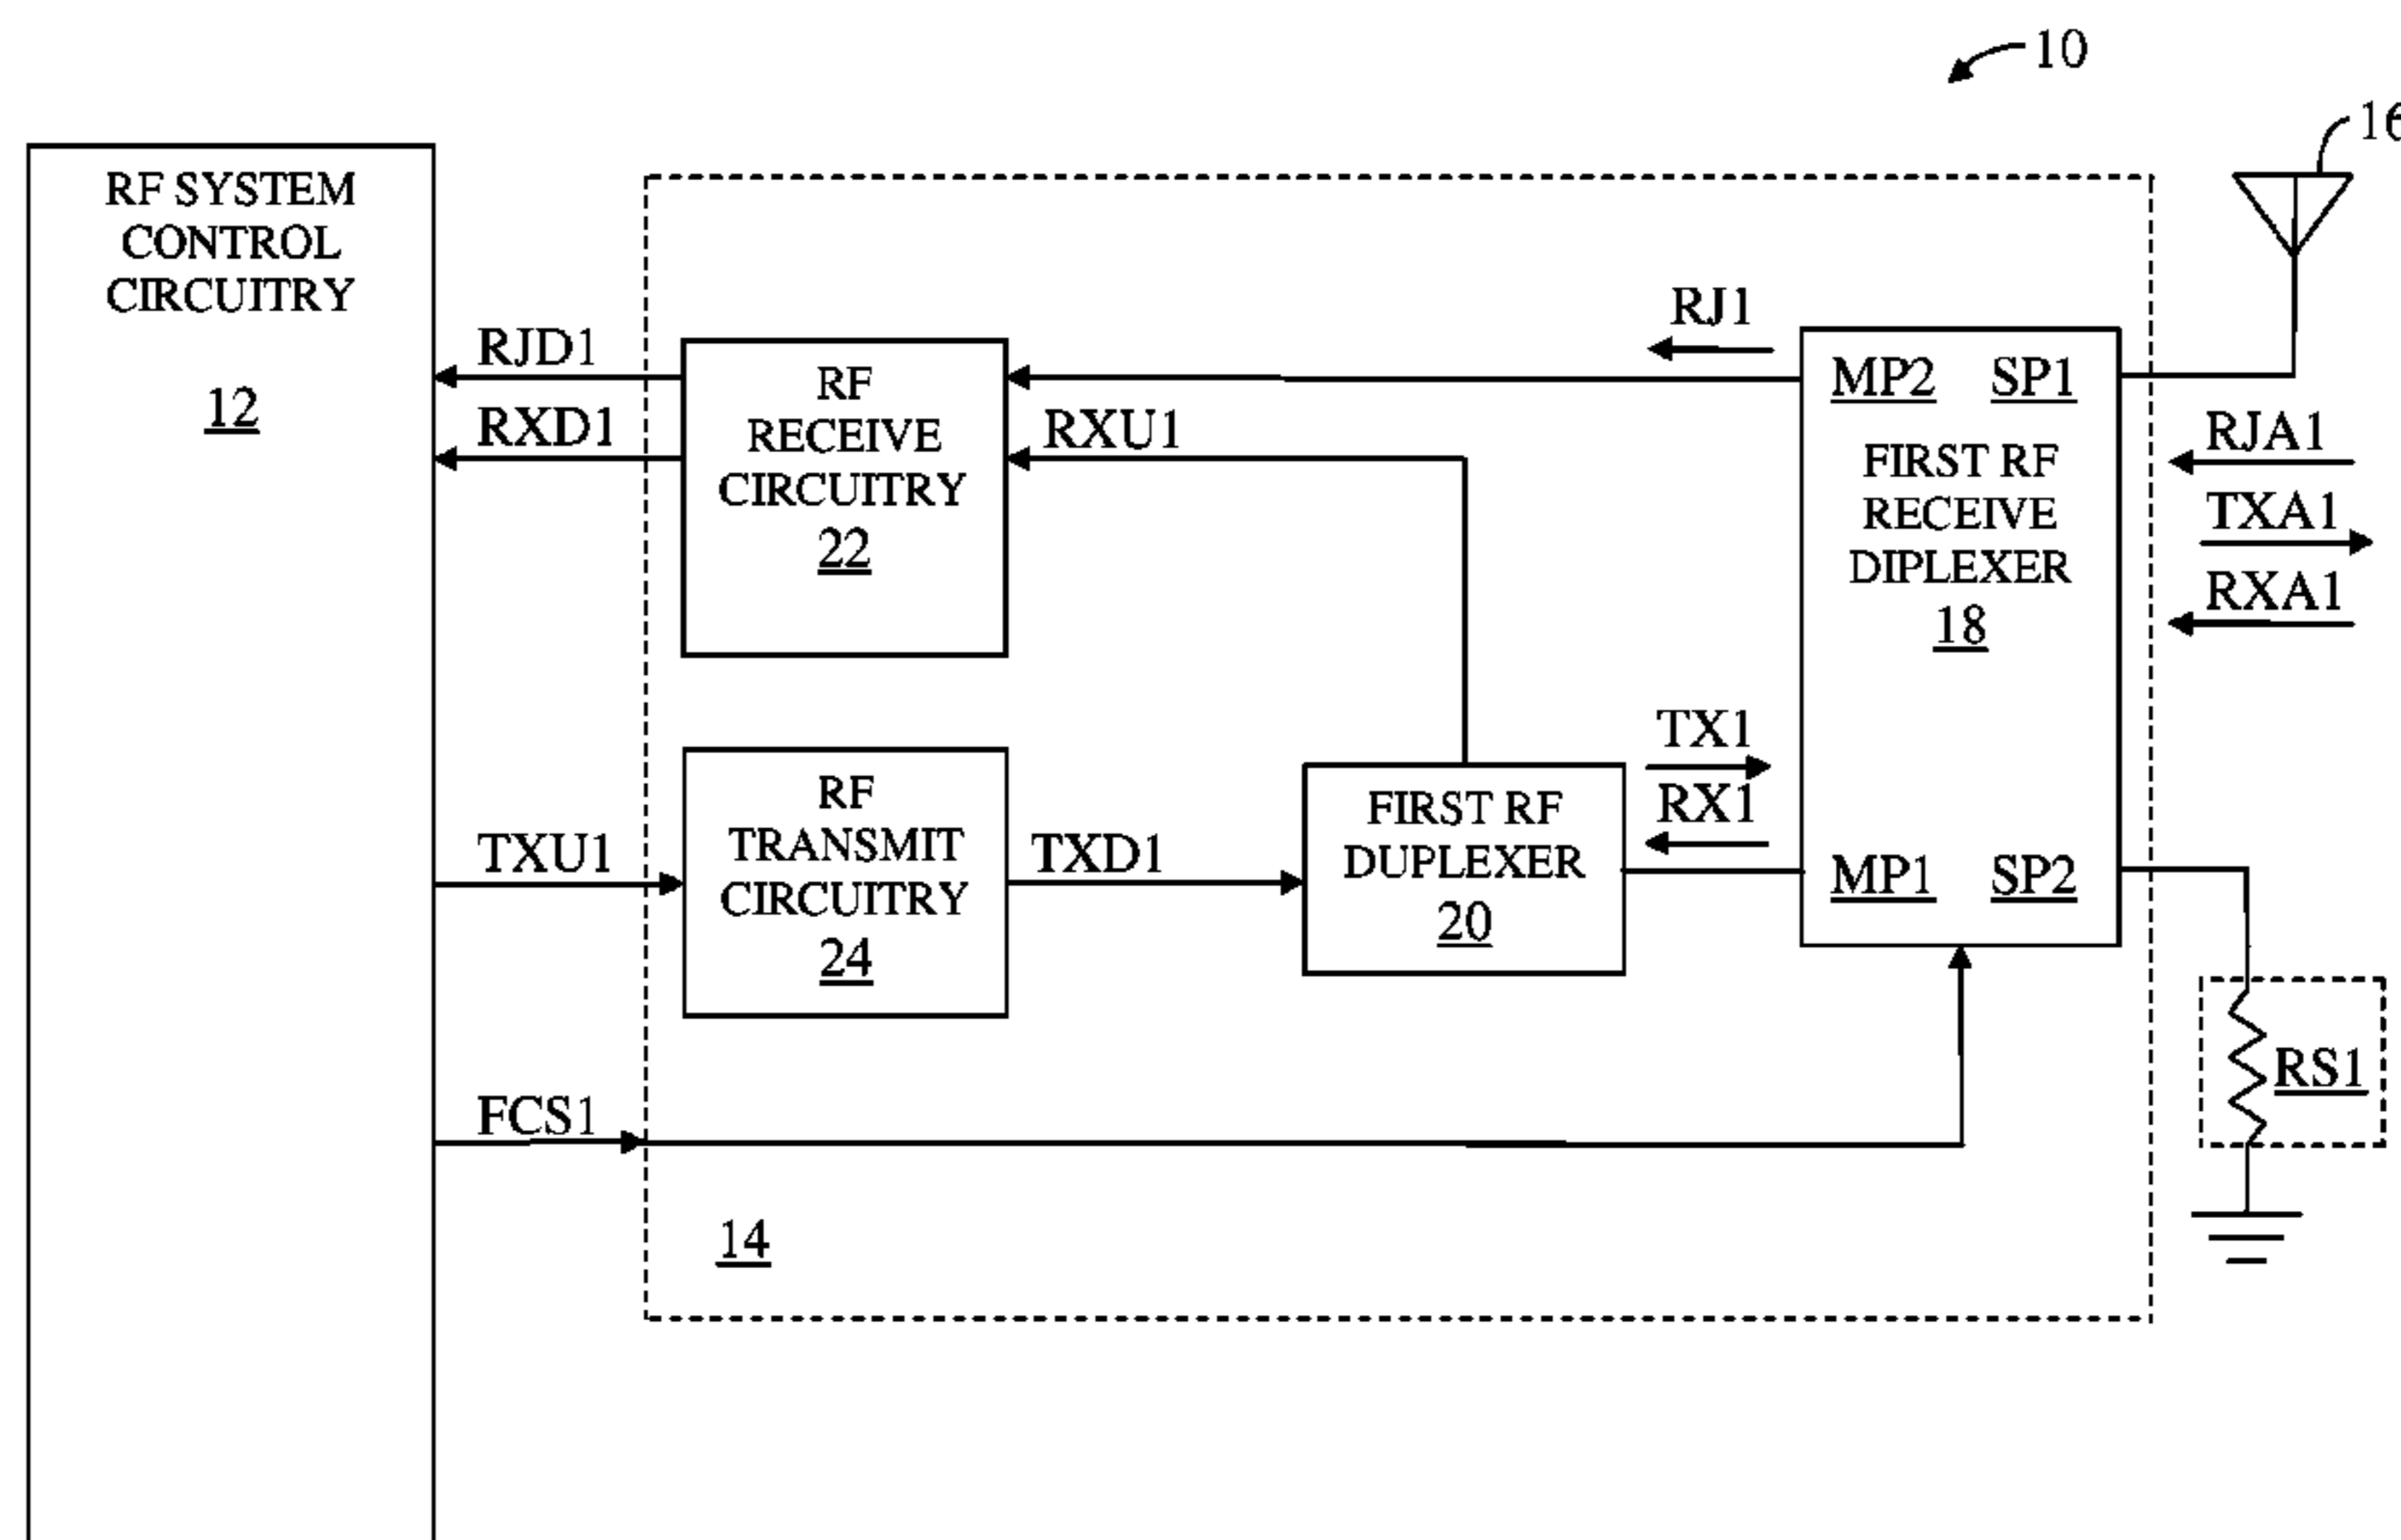 10
16
RF SYSTEM
CONTROL
CIRCUITRY
12
RJD1
RXD1
TXU1
FCS1
RF
RECEIVE
CIRCUITRY
22
RXU1
RJ1
MP2 SP1
FIRST RF
RECEIVE
DIPLEXER
18
MP1 SP2
RJA1
TXA1
RXA1
RF
TRANSMIT
CIRCUITRY
24
TXD1
FIRST RF
DUPLEXER
20
TX1
RX1
RS1
14